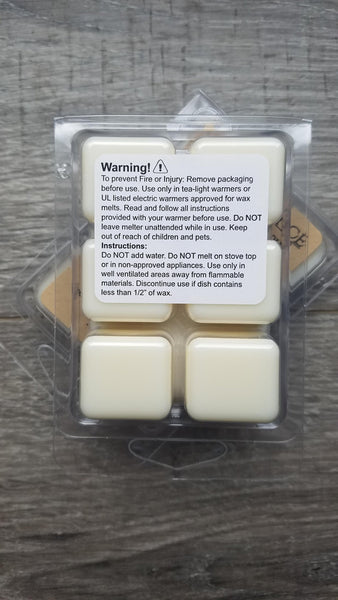 Warning!
To prevent Fire or Injury: Remove packaging
before use. Use only in tea-light warmers or
UL listed electric warmers approved for wax
melts. Read and follow all instructions
provided with your warmer before use. Do NOT
leave melter unattended while in use. Keep
out of reach of children and pets.
Instructions:
Do NOT add water. Do NOT melt on stove top
or in non-approved appliances. Use only in
well ventilated areas away from flammable
materials. Discontinue use if dish contains
less than 1/2" of wax.